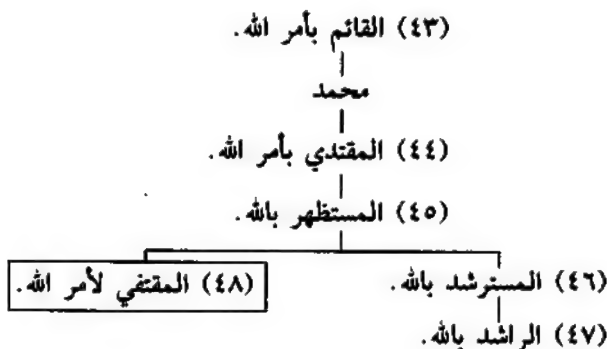 (٤٣) القائم بأمر الله.
محمد
(٤٤) المقتدي بأمر الله.
(٤٥) المستظهر بالله.
(٤٦) المسترشد بالله.
(٤٨) المقتفي لأمر الله.
(٤٧) الراشد بالله.